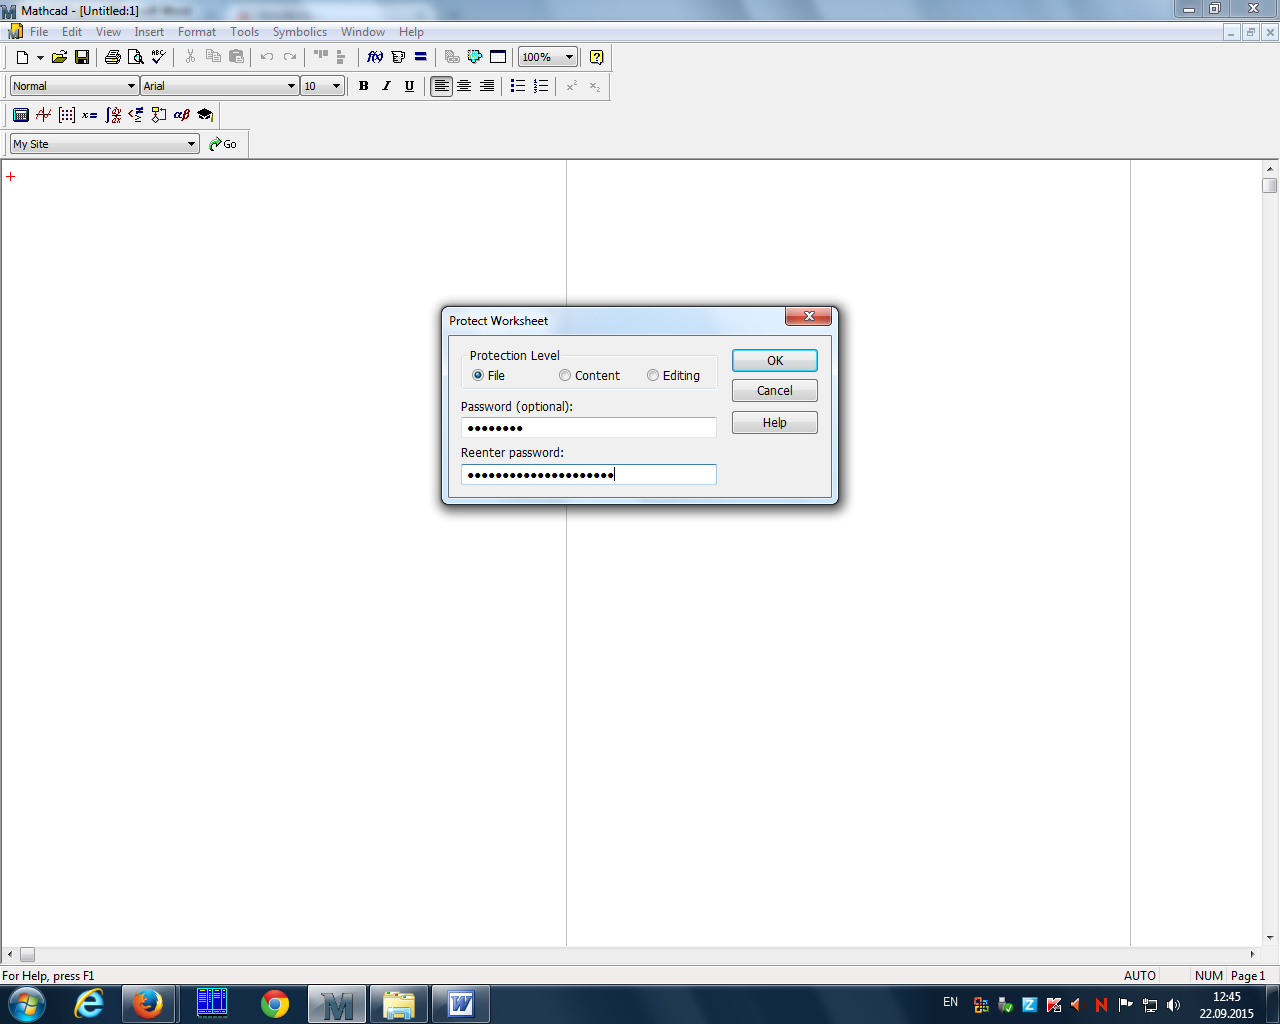 Mathcad - [Untitled:1]
File Edit View Insert Format Tools Symbolics Window Help
100%
Normal Arial 10 B I U
My Site Go
Protect Worksheet
Protection Level
File Content Editing
OK
Cancel
Help
Password (optional):
●●●●●●●●
Reenter password:
●●●●●●●●●●●●●●●●●●●●●
For Help, press F1 AUTO NUM Page 1
EN 12:45
22.09.2015